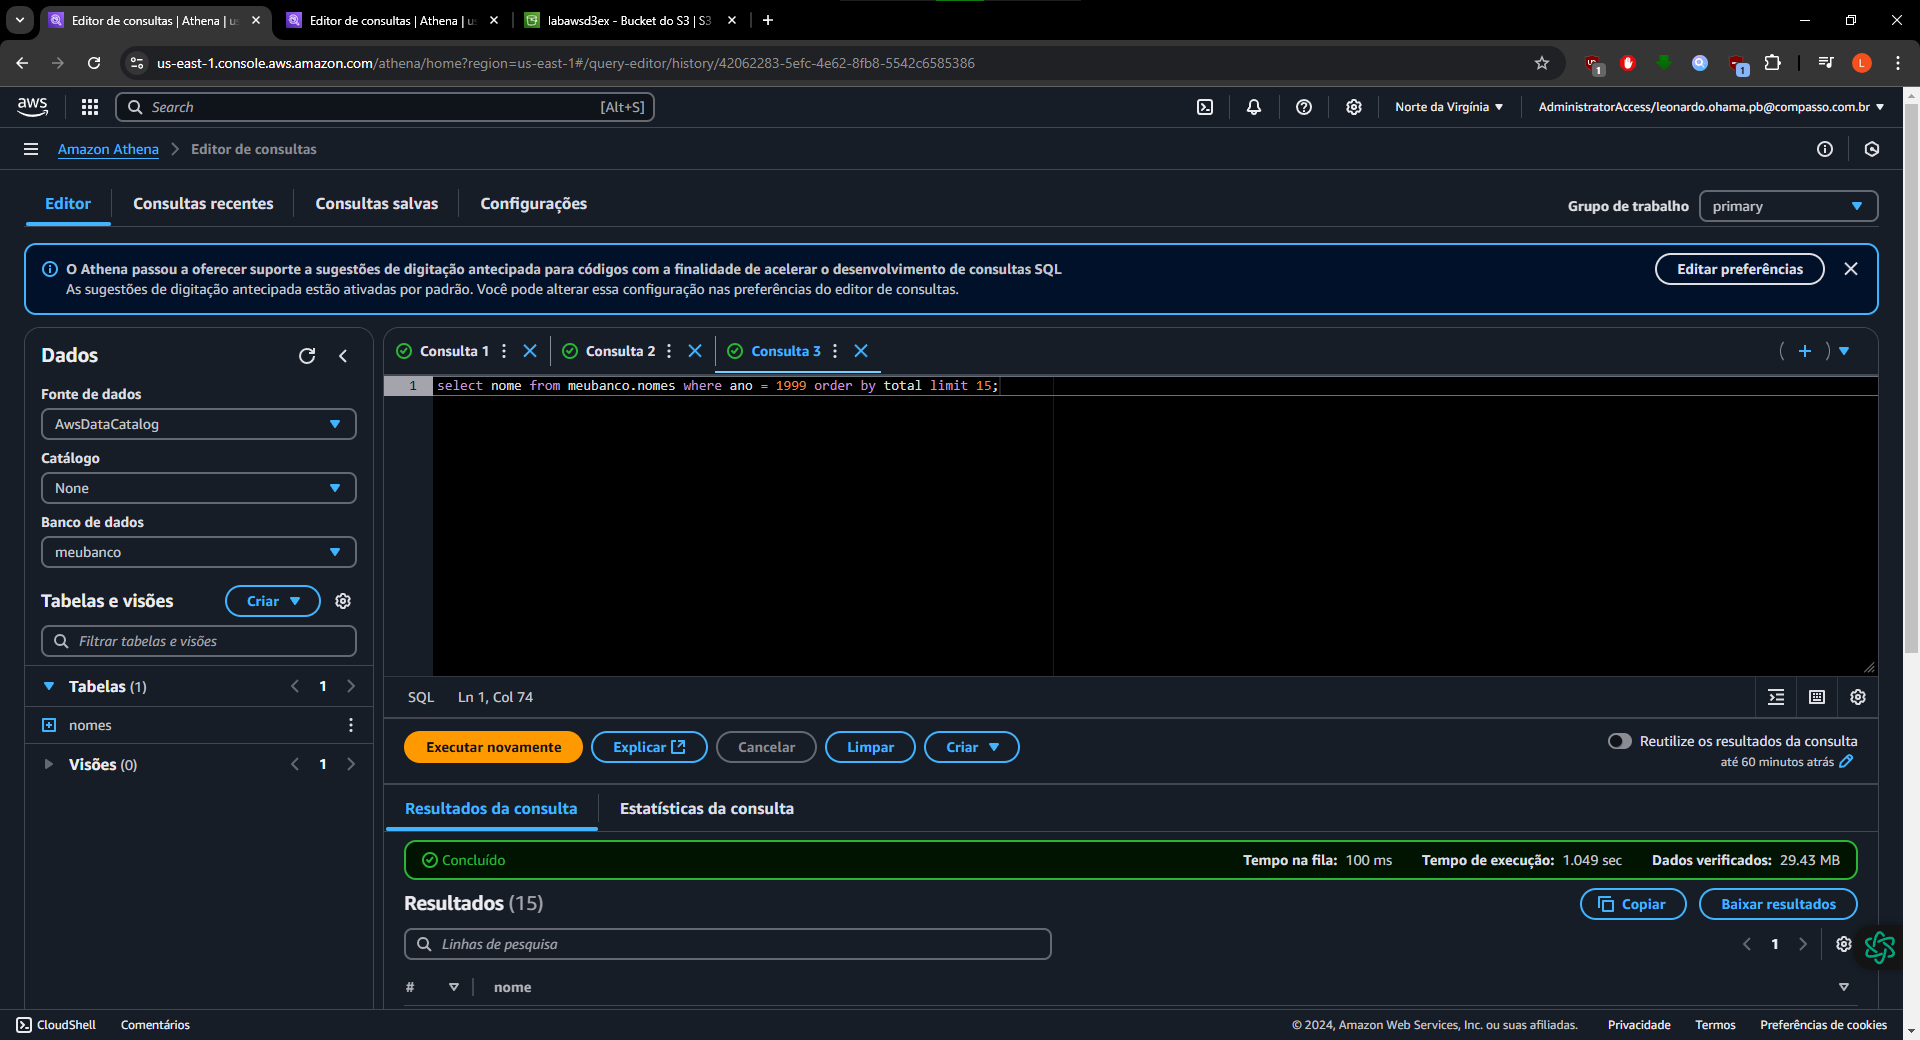 Editor de consultas | Athena | us
Editor de consultas | Athena | us
labawsd3ex - Bucket do S3 | S3
us-east-1.console.aws.amazon.com/athena/home?region=us-east-1#/query-editor/history/42062283-5efc-4e62-8fb8-5542c6585386
1
1
L
aws
Search
[Alt+S]
Norte da Virgínia
AdministratorAccess/leonardo.ohama.pb@compasso.com.br
Amazon Athena
Editor de consultas
Editor
Consultas recentes
Consultas salvas
Configurações
Grupo de trabalho
primary
O Athena passou a oferecer suporte a sugestões de digitação antecipada para códigos com a finalidade de acelerar o desenvolvimento de consultas SQL
As sugestões de digitação antecipada estão ativadas por padrão. Você pode alterar essa configuração nas preferências do editor de consultas.
Editar preferências
Dados
Fonte de dados
AwsDataCatalog
Catálogo
None
Banco de dados
meubanco
Tabelas e visões
Criar
Filtrar tabelas e visões
Tabelas (1)
1
nomes
Visões (0)
1
Consulta 1
Consulta 2
Consulta 3
1 select nome from meubanco.nomes where ano = 1999 order by total limit 15;
SQL
Ln 1, Col 74
Executar novamente
Explicar
Cancelar
Limpar
Criar
Reutilize os resultados da consulta
até 60 minutos atrás
Resultados da consulta
Estatísticas da consulta
Concluído
Tempo na fila: 100 ms
Tempo de execução: 1.049 sec
Dados verificados: 29.43 MB
Resultados (15)
Copiar
Baixar resultados
Linhas de pesquisa
1
#
nome
CloudShell
Comentários
© 2024, Amazon Web Services, Inc. ou suas afiliadas.
Privacidade
Termos
Preferências de cookies